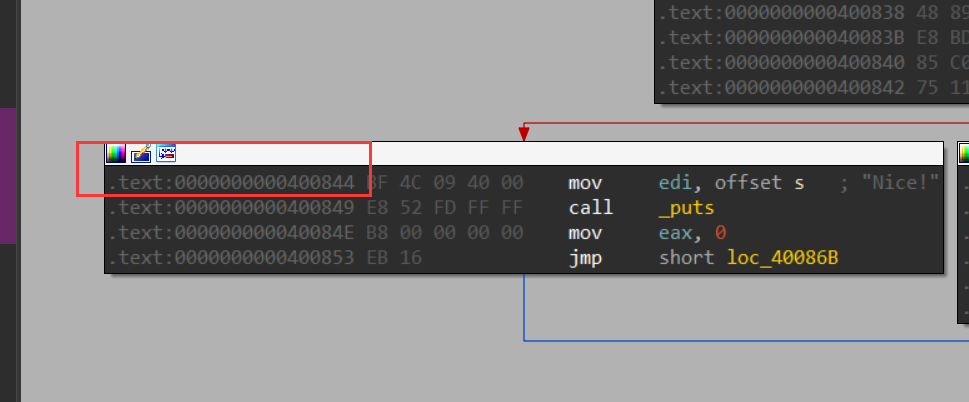 .text:0000000000400838 48 89
.text:000000000040083B E8 BD
.text:0000000000400840 85 C0
.text:0000000000400842 75 11
.text:0000000000400844 BF 4C 09 40 00 mov edi, offset s ; "Nice!"
.text:0000000000400849 E8 52 FD FF FF call _puts
.text:000000000040084E B8 00 00 00 00 mov eax, 0
.text:0000000000400853 EB 16 jmp short loc_40086B